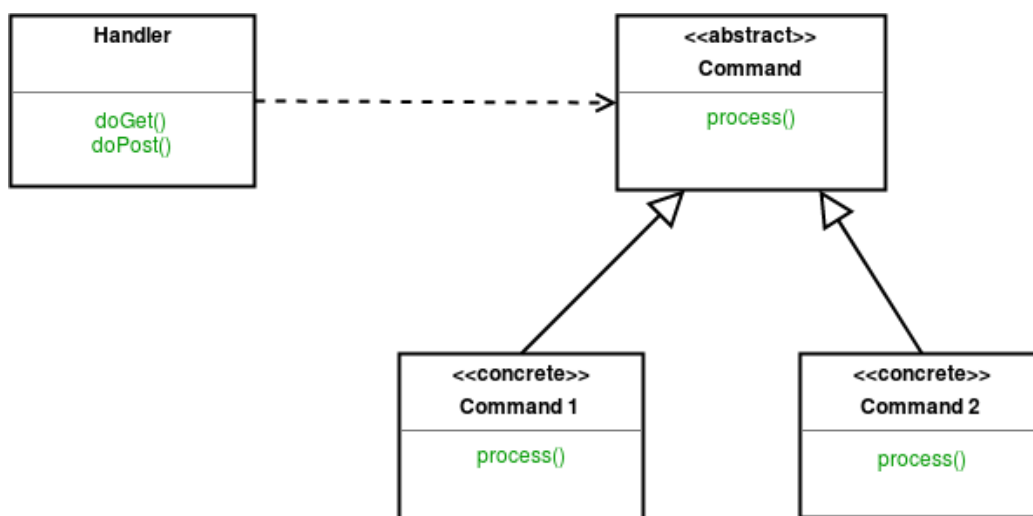 Handler
doGet()
doPost()
<<abstract>>
Command
process()
<<concrete>>
Command 1
process()
<<concrete>>
Command 2
process()